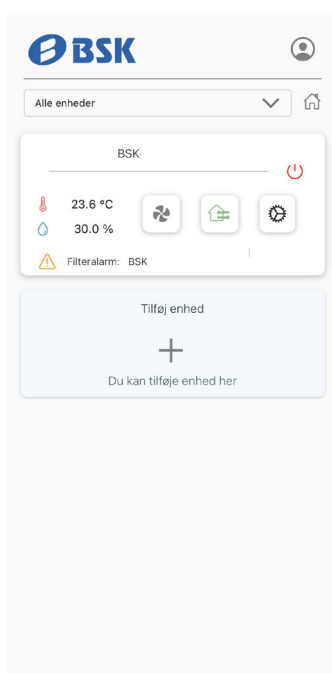 BSK
Alle enheder
BSK
23.6 °C
30.0 %
Filteralarm: BSK
Tilføj enhed
Du kan tilføje enhed her